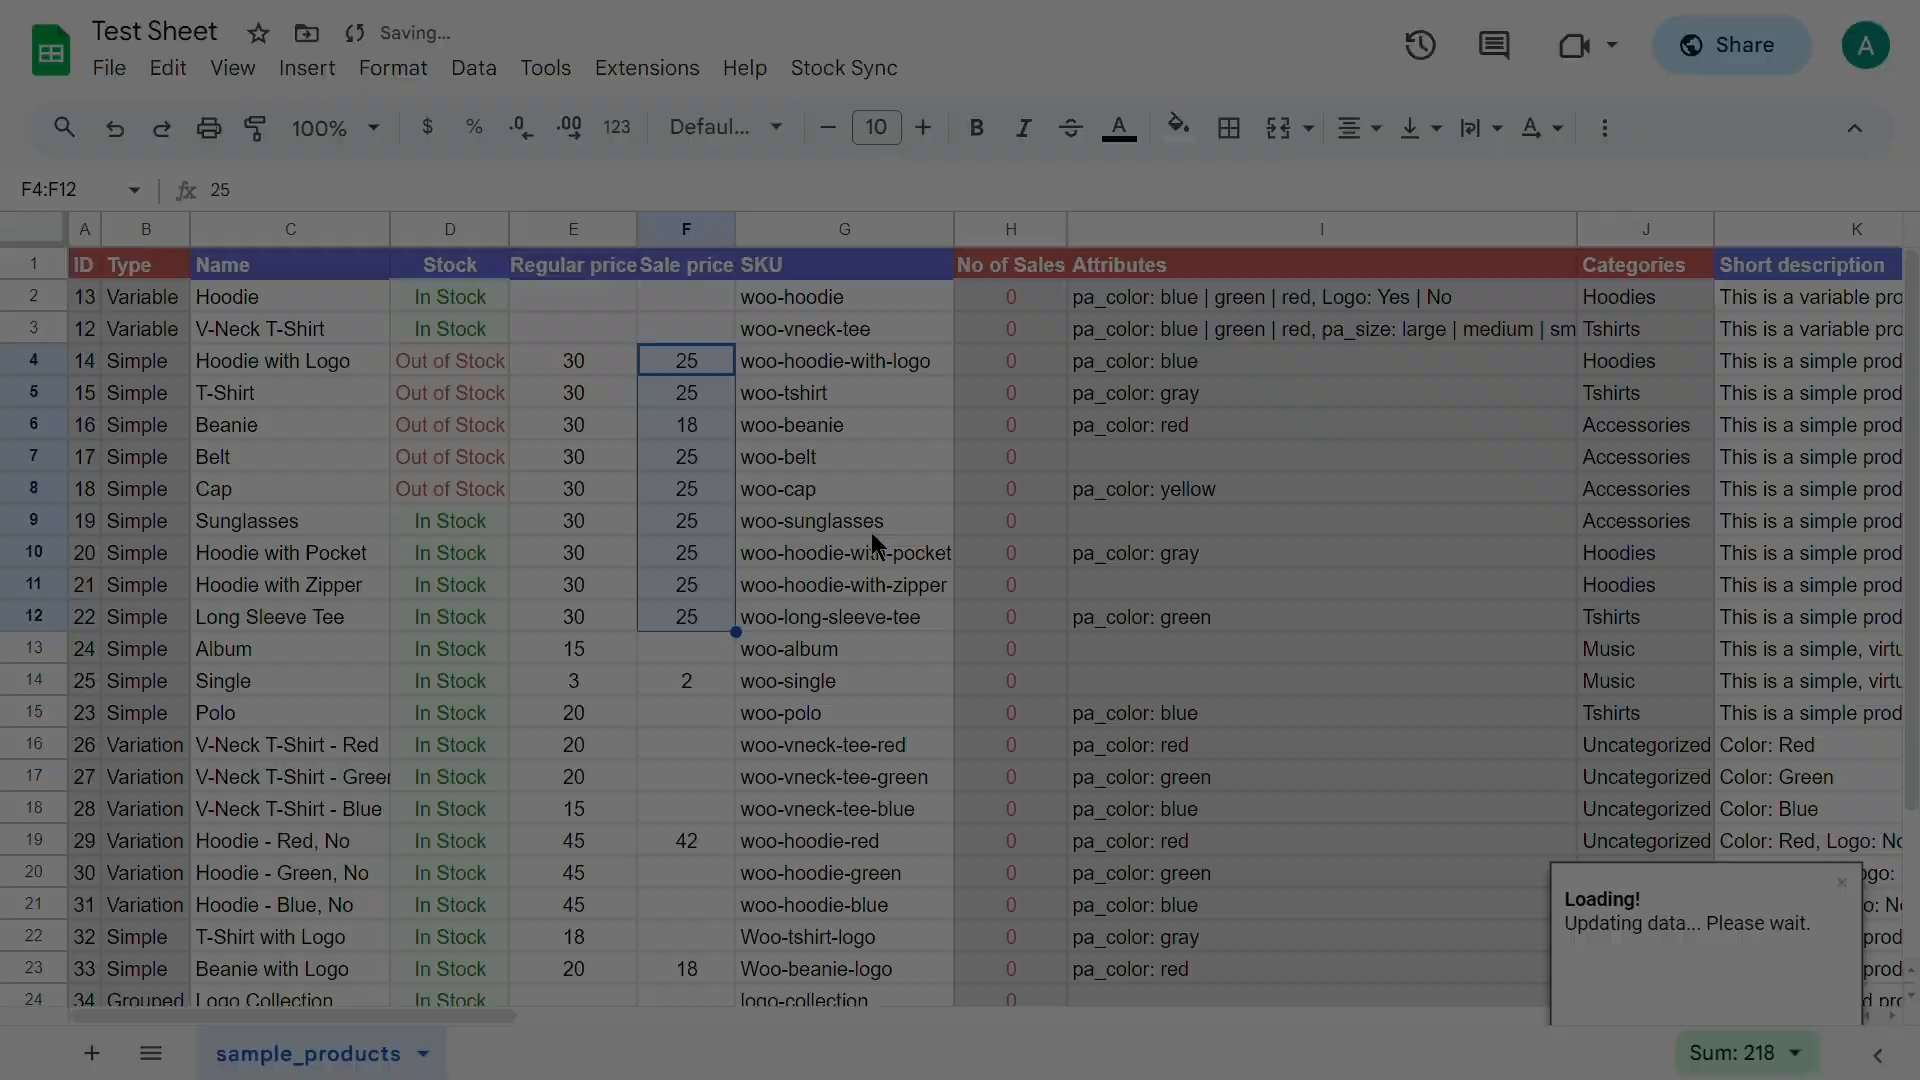 Test Sheet Saving...
File Edit View Insert Format Data Tools Extensions Help Stock Sync
Share A
100% $ % .0 .00 123 Defaul... 10 B I S A A
F4:F12 fx 25
A B C D E F G H I J K
1 ID Type Name Stock Regular price Sale price SKU No of Sales Attributes Categories Short description
2 13 Variable Hoodie In Stock woo-hoodie 0 pa_color: blue | green | red, Logo: Yes | No Hoodies This is a variable pro
3 12 Variable V-Neck T-Shirt In Stock woo-vneck-tee 0 pa_color: blue | green | red, pa_size: large | medium | sm Tshirts This is a variable pro
4 14 Simple Hoodie with Logo Out of Stock 30 25 woo-hoodie-with-logo 0 pa_color: blue Hoodies This is a simple prod
5 15 Simple T-Shirt Out of Stock 30 25 woo-tshirt 0 pa_color: gray Tshirts This is a simple prod
6 16 Simple Beanie Out of Stock 30 18 woo-beanie 0 pa_color: red Accessories This is a simple prod
7 17 Simple Belt Out of Stock 30 25 woo-belt 0 Accessories This is a simple prod
8 18 Simple Cap Out of Stock 30 25 woo-cap 0 pa_color: yellow Accessories This is a simple prod
9 19 Simple Sunglasses In Stock 30 25 woo-sunglasses 0 Accessories This is a simple prod
10 20 Simple Hoodie with Pocket In Stock 30 25 woo-hoodie-with-pocket 0 pa_color: gray Hoodies This is a simple prod
11 21 Simple Hoodie with Zipper In Stock 30 25 woo-hoodie-with-zipper 0 Hoodies This is a simple prod
12 22 Simple Long Sleeve Tee In Stock 30 25 woo-long-sleeve-tee 0 pa_color: green Tshirts This is a simple prod
13 24 Simple Album In Stock 15 woo-album 0 Music This is a simple, virtu
14 25 Simple Single In Stock 3 2 woo-single 0 Music This is a simple, virtu
15 23 Simple Polo In Stock 20 woo-polo 0 pa_color: blue Tshirts This is a simple prod
16 26 Variation V-Neck T-Shirt - Red In Stock 20 woo-vneck-tee-red 0 pa_color: red Uncategorized Color: Red
17 27 Variation V-Neck T-Shirt - Green In Stock 20 woo-vneck-tee-green 0 pa_color: green Uncategorized Color: Green
18 28 Variation V-Neck T-Shirt - Blue In Stock 15 woo-vneck-tee-blue 0 pa_color: blue Uncategorized Color: Blue
19 29 Variation Hoodie - Red, No In Stock 45 42 woo-hoodie-red 0 pa_color: red Uncategorized Color: Red, Logo: No
20 30 Variation Hoodie - Green, No In Stock 45 woo-hoodie-green 0 pa_color: green ogo:
21 31 Variation Hoodie - Blue, No In Stock 45 woo-hoodie-blue 0 pa_color: blue o: No
22 32 Simple T-Shirt with Logo In Stock 18 Woo-tshirt-logo 0 pa_color: gray prod
23 33 Simple Beanie with Logo In Stock 20 18 Woo-beanie-logo 0 pa_color: red prod
24 34 Grouped Logo Collection In Stock logo-collection 0 d pro
Loading!
Updating data... Please wait.
sample_products Sum: 218